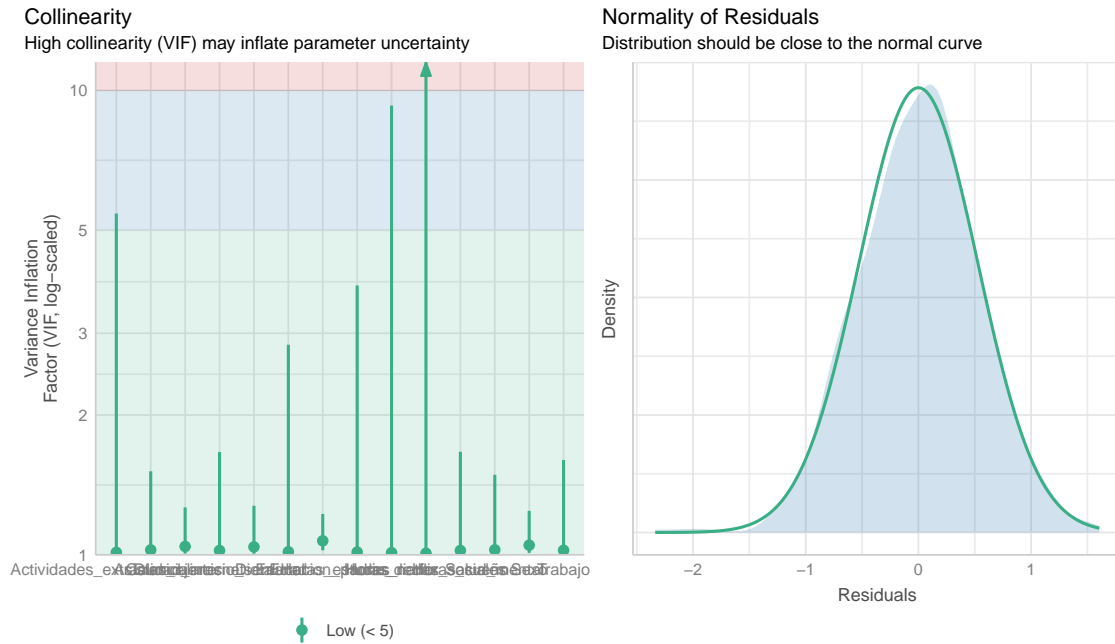 Collinearity
High collinearity (VIF) may inflate parameter uncertainty
Variance Inflation
Factor (VIF, log−scaled)
10
5
3
2
1
Trabajo
Low (< 5)
Normality of Residuals
Distribution should be close to the normal curve
Density
−2
−1
0
1
Residuals